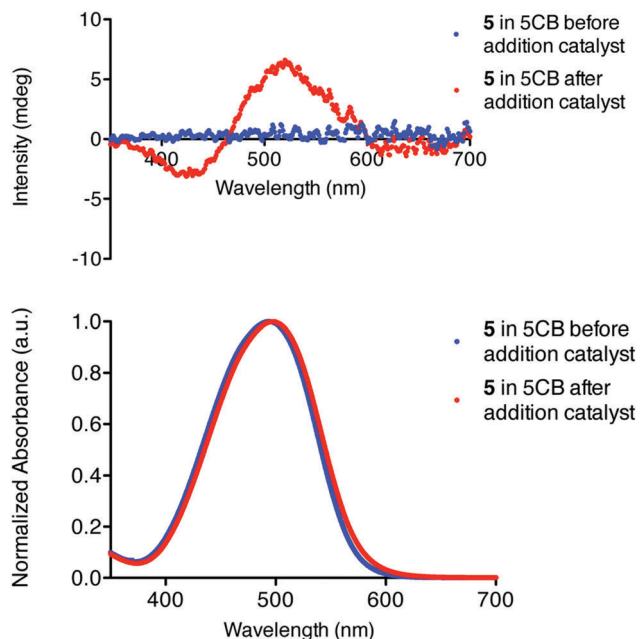 10
5
0
-5
-10
400
500
600
700
Intensity (mdeg)
Wavelength (nm)
5 in 5CB before
addition catalyst
5 in 5CB after
addition catalyst
1.0
0.8
0.6
0.4
0.2
0.0
400
500
600
700
Normalized Absorbance (a.u.)
Wavelength (nm)
5 in 5CB before
addition catalyst
5 in 5CB after
addition catalyst